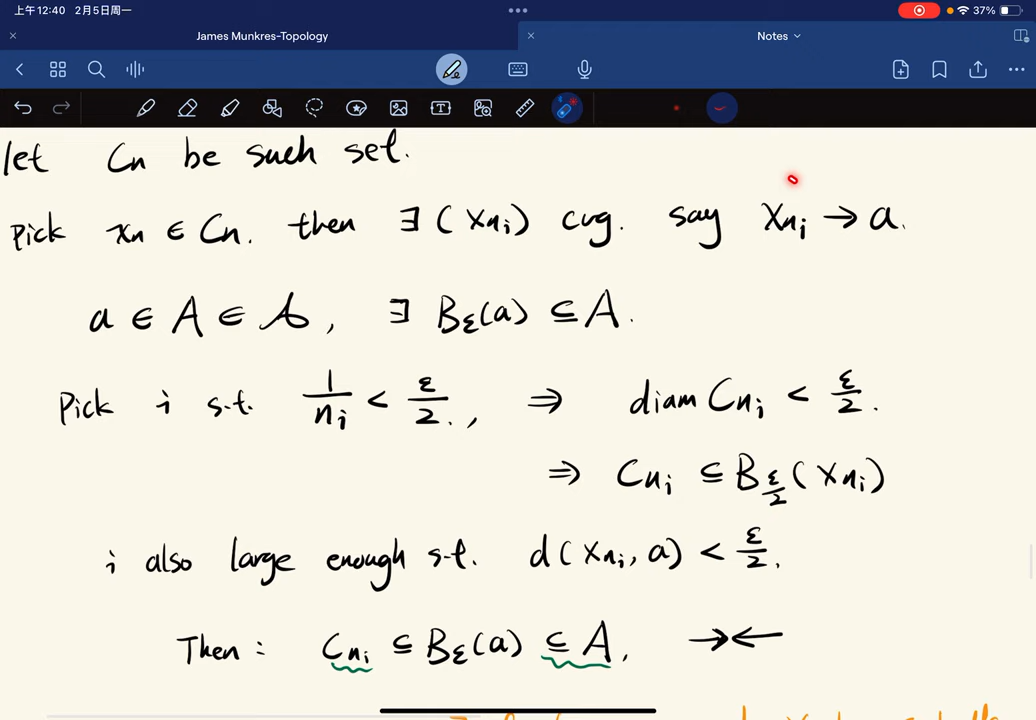 上午12:40 2月5日周一
37%
James Munkres-Topology
Notes
let Cn be such set.
Pick xn ∈ Cn. then ∃ (Xni) cvg. say Xni → a.
a ∈ A ∈ 𝒜, ∃ Bε(a) ⊆ A.
Pick i s.t. 1/ni < ε/2, ⇒ diam Cni < ε/2.
⇒ Cni ⊆ Bε/2(Xni)
i also large enough s.t. d(Xni, a) < ε/2.
Then: Cni ⊆ Bε(a) ⊆ A, →←